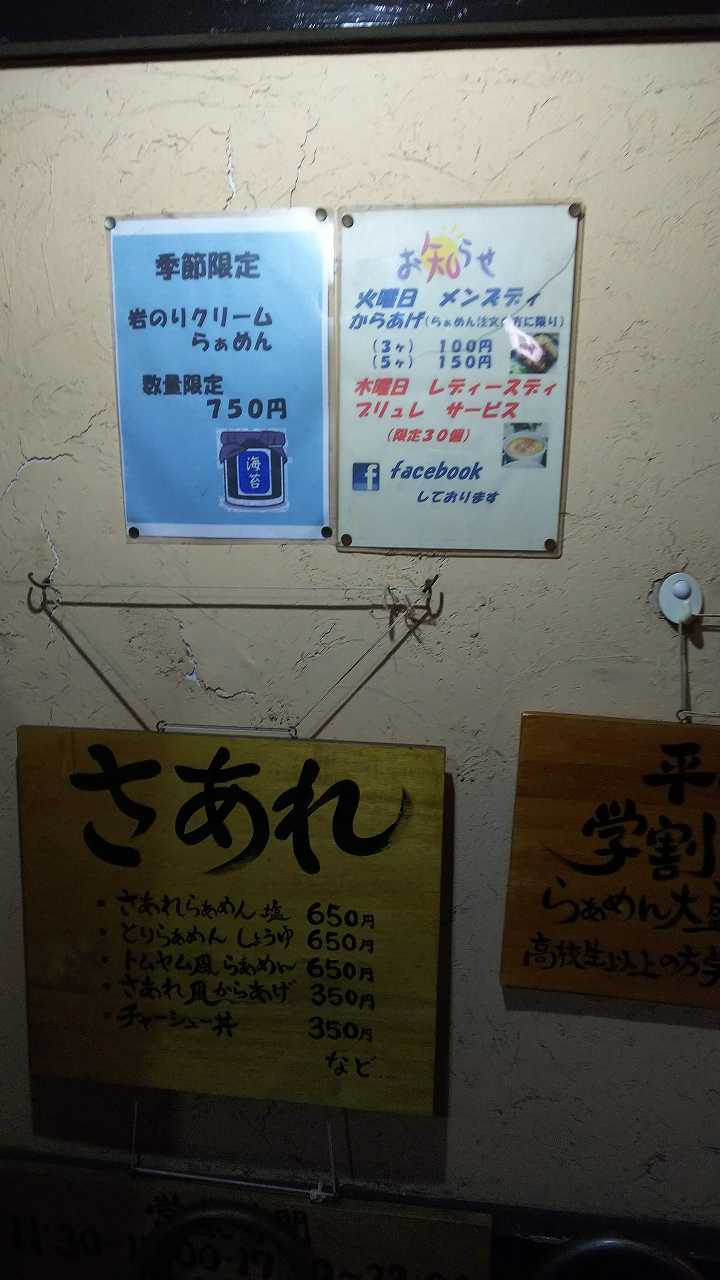 季節限定
岩のりクリーム
らぁめん
数量限定
750円
海苔
お知らせ
火曜日 メンズディ
からあげ(らぁめん注文の方に限り)
(3ヶ) 100円
(5ヶ) 150円
木曜日 レディースディ
ブリュレ サービス
(限定30個)
f facebook
しております
さあれ
・さあれらぁめん 塩 650円
・とりらぁめん しょうゆ 650円
・トムヤム風らぁめん 650円
・さあれ風からあげ 350円
・チャーシュー丼 350円
など
平
学割
らぁめん大盛
高校生以上の方学
11:30-